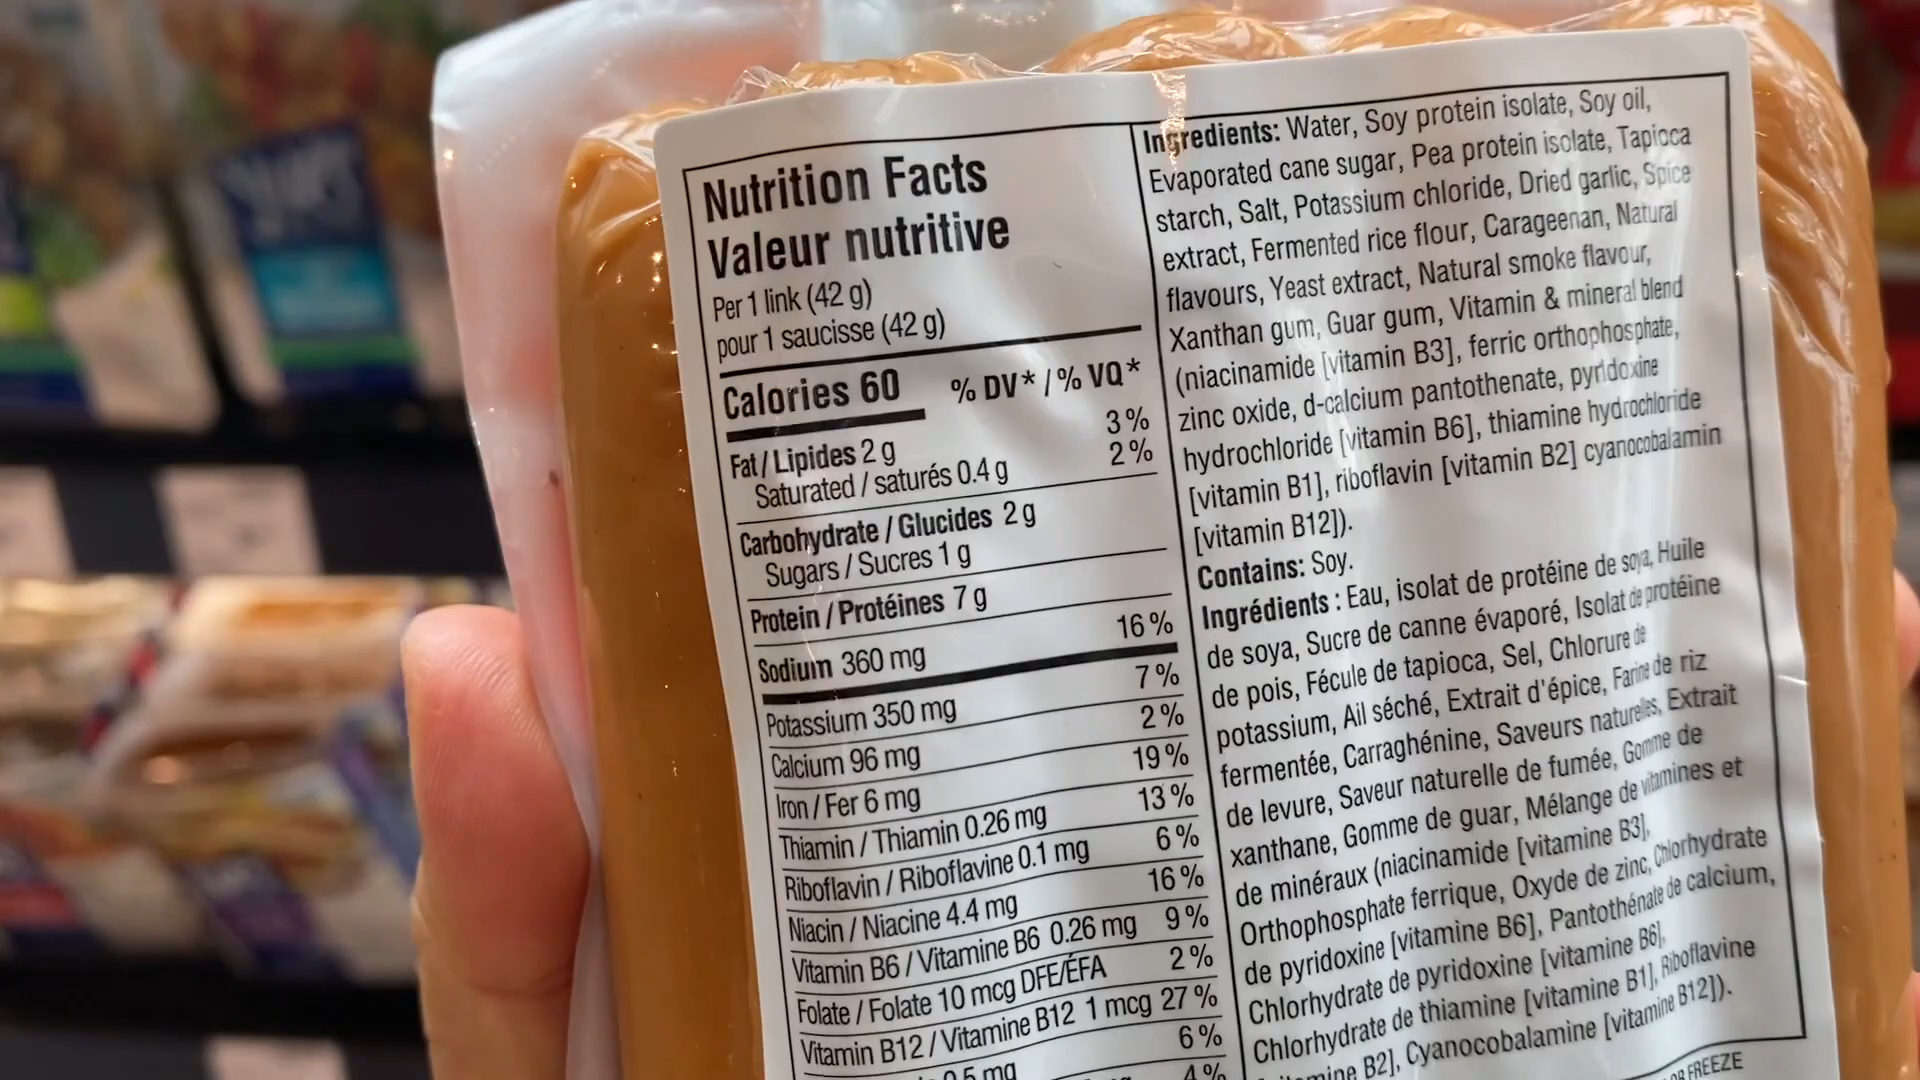 Nutrition Facts
Valeur nutritive
Per 1 link (42 g)
pour 1 saucisse (42 g)
Calories 60 % DV* / % VQ*
Fat / Lipides 2 g 3 %
Saturated / saturés 0.4 g 2 %
Carbohydrate / Glucides 2 g
Sugars / Sucres 1 g
Protein / Protéines 7 g
Sodium 360 mg 16 %
Potassium 350 mg 7 %
Calcium 96 mg 2 %
Iron / Fer 6 mg 19 %
Thiamin / Thiamin 0.26 mg 13 %
Riboflavin / Riboflavine 0.1 mg 6 %
Niacin / Niacine 4.4 mg 16 %
Vitamin B6 / Vitamine B6 0.26 mg 9 %
Folate / Folate 10 mcg DFE/ÉFA 2 %
Vitamin B12 / Vitamine B12 1 mcg 27 %
mg 6 %
4 %
Ingredients: Water, Soy protein isolate, Soy oil,
Evaporated cane sugar, Pea protein isolate, Tapioca
starch, Salt, Potassium chloride, Dried garlic, Spice
extract, Fermented rice flour, Carageenan, Natural
flavours, Yeast extract, Natural smoke flavour,
Xanthan gum, Guar gum, Vitamin & mineral blend
(niacinamide [vitamin B3], ferric orthophosphate,
zinc oxide, d-calcium pantothenate, pyridoxine
hydrochloride [vitamin B6], thiamine hydrochloride
[vitamin B1], riboflavin [vitamin B2] cyanocobalamin
[vitamin B12]).
Contains: Soy.
Ingrédients : Eau, isolat de protéine de soya, Huile
de soya, Sucre de canne évaporé, Isolat de protéine
de pois, Fécule de tapioca, Sel, Chlorure de
potassium, Ail séché, Extrait d'épice, Farine de riz
fermentée, Carraghénine, Saveurs naturelles, Extrait
de levure, Saveur naturelle de fumée, Gomme de
xanthane, Gomme de guar, Mélange de vitamines et
de minéraux (niacinamide [vitamine B3],
Orthophosphate ferrique, Oxyde de zinc, Chlorhydrate
de pyridoxine [vitamine B6], Pantothénate de calcium,
Chlorhydrate de pyridoxine [vitamine B6],
Chlorhydrate de thiamine [vitamine B1], Riboflavine
B2], Cyanocobalamine [vitamine B12]).
OR FREEZE